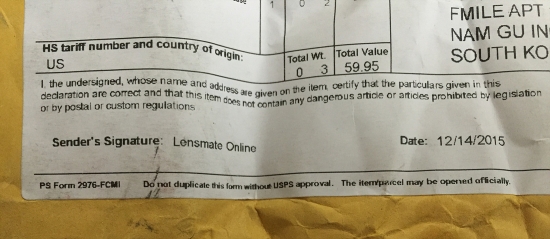 1 0 2
FMILE APT
NAM GU IN
SOUTH KO
HS tariff number and country of origin:
US
Total Wt. Total Value
0 3 59.95
I, the undersigned, whose name and address are given on the item, certify that the particulars given in this
declaration are correct and that this item does not contain any dangerous article or articles prohibited by legislation
or by postal or custom regulations
Sender's Signature: Lensmate Online
Date: 12/14/2015
PS Form 2976-FCMI Do not duplicate this form without USPS approval. The item/parcel may be opened officially.